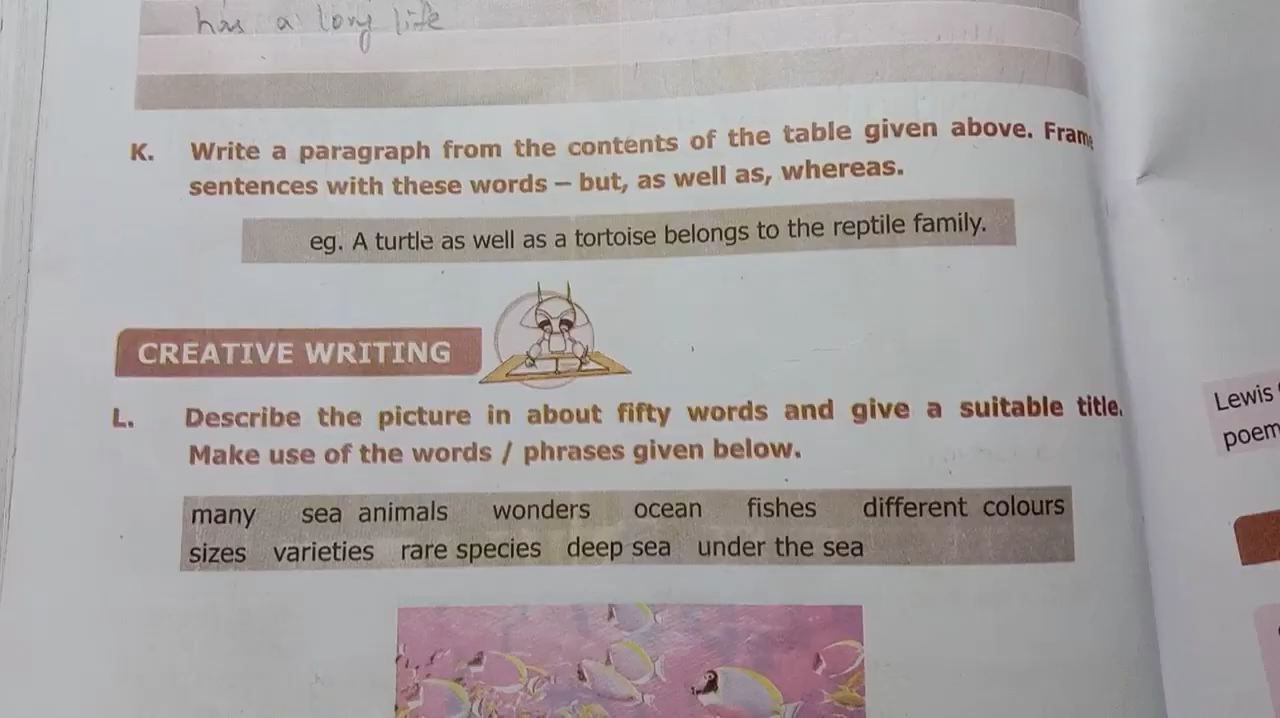 has a long life
K. Write a paragraph from the contents of the table given above. Frame
sentences with these words – but, as well as, whereas.
eg. A turtle as well as a tortoise belongs to the reptile family.
CREATIVE WRITING
L. Describe the picture in about fifty words and give a suitable title.
Make use of the words / phrases given below.
many sea animals wonders ocean fishes different colours
sizes varieties rare species deep sea under the sea
Lewis
poem